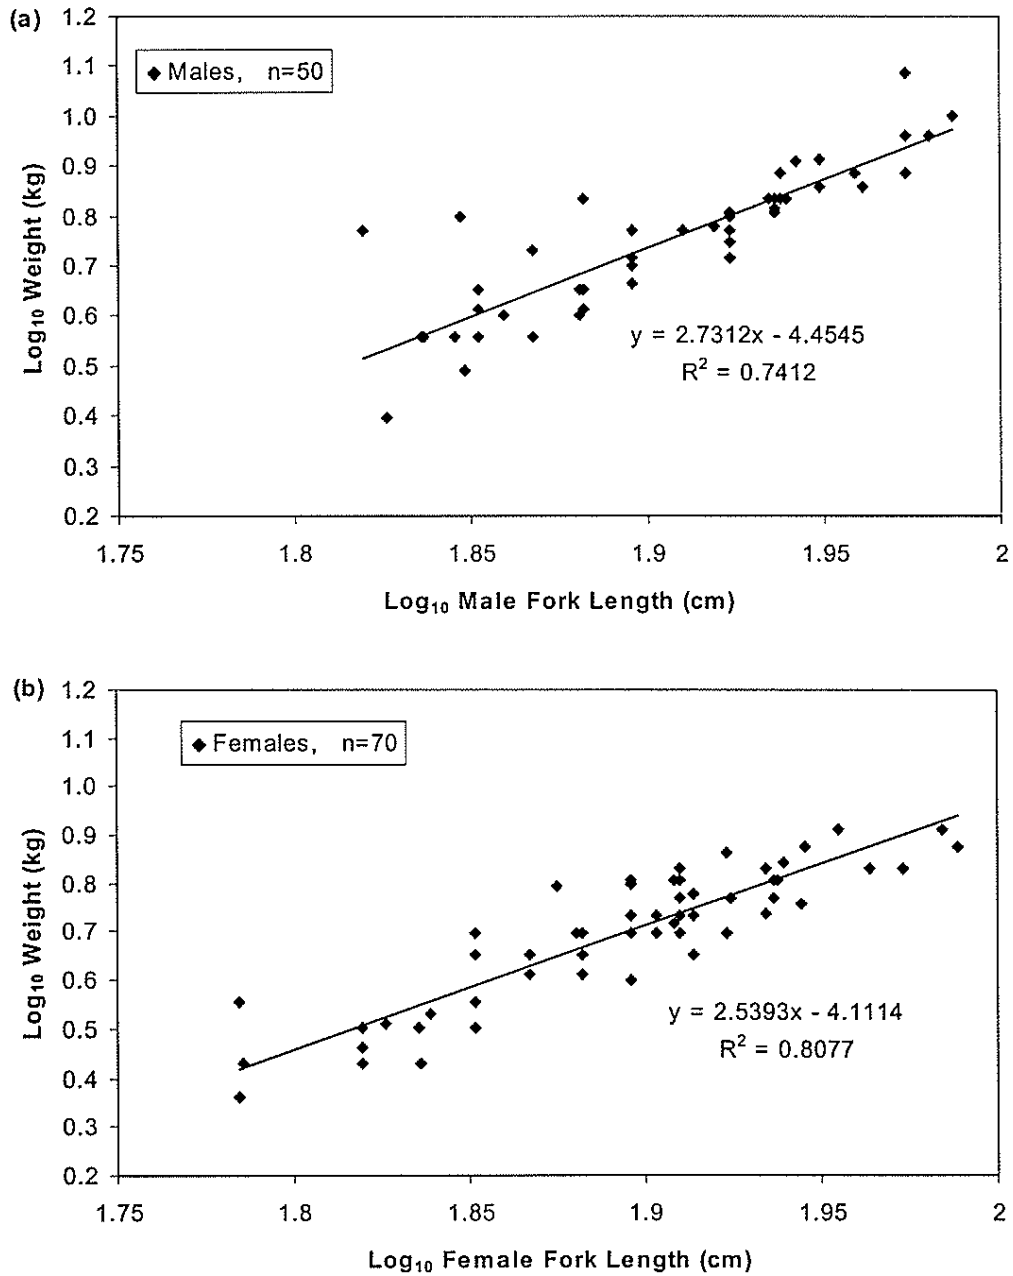 (a)
1.2
1.1
1.0
0.9
0.8
0.7
0.6
0.5
0.4
0.3
0.2
Log₁₀ Weight (kg)
Males, n=50
y = 2.7312x - 4.4545
R² = 0.7412
1.75 1.8 1.85 1.9 1.95 2
Log₁₀ Male Fork Length (cm)
(b)
1.2
1.1
1.0
0.9
0.8
0.7
0.6
0.5
0.4
0.3
0.2
Log₁₀ Weight (kg)
Females, n=70
y = 2.5393x - 4.1114
R² = 0.8077
1.75 1.8 1.85 1.9 1.95 2
Log₁₀ Female Fork Length (cm)